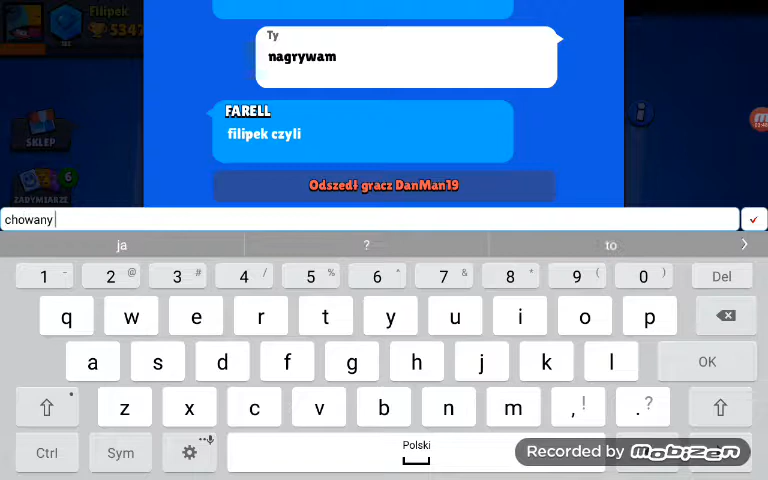 Filipek
5347
Ty
nagrywam
FARELL
filipek czyli
SKLEP
6
ZADYMIARZE
Odszedł gracz DanMan19
chowany
ja ? to
1 - 2 @ 3 # 4 / 5 % 6 ^ 7 & 8 * 9 ( 0 ) Del
q w e r t y u i o p
a s d f g h j k l OK
z x c v b n m , ! . ?
Ctrl Sym Polski
Recorded by mobizen